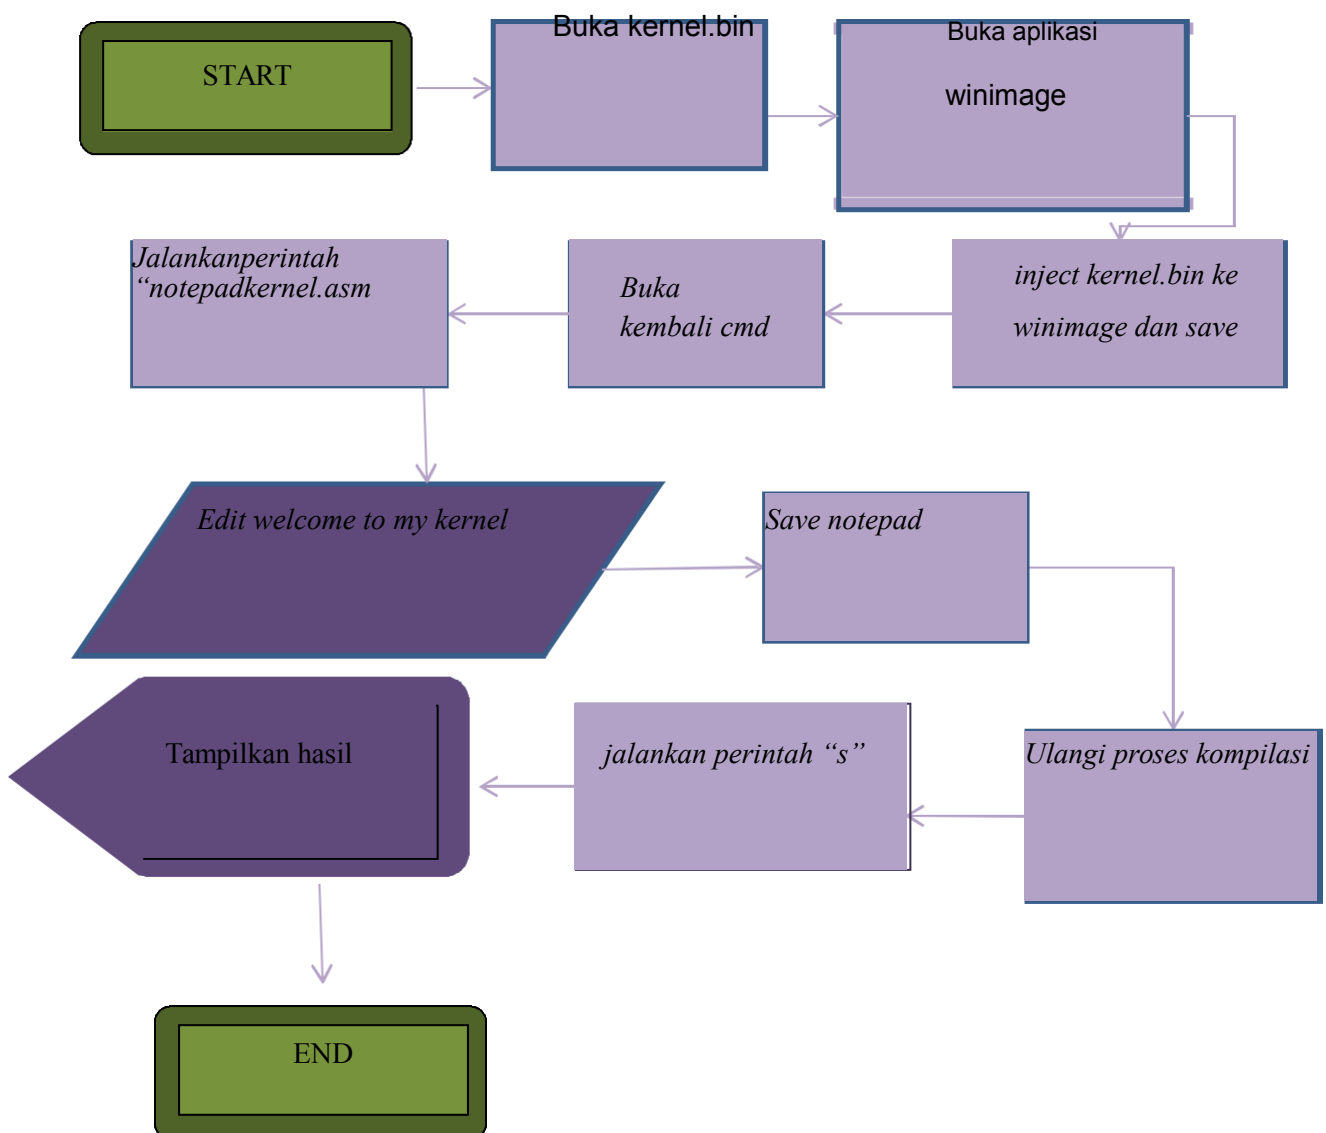 START
Buka kernel.bin
Buka aplikasi
winimage
inject kernel.bin ke
winimage dan save
Buka
kembali cmd
Jalankanperintah
“notepadkernel.asm
Edit welcome to my kernel
Save notepad
Ulangi proses kompilasi
jalankan perintah “s”
Tampilkan hasil
END